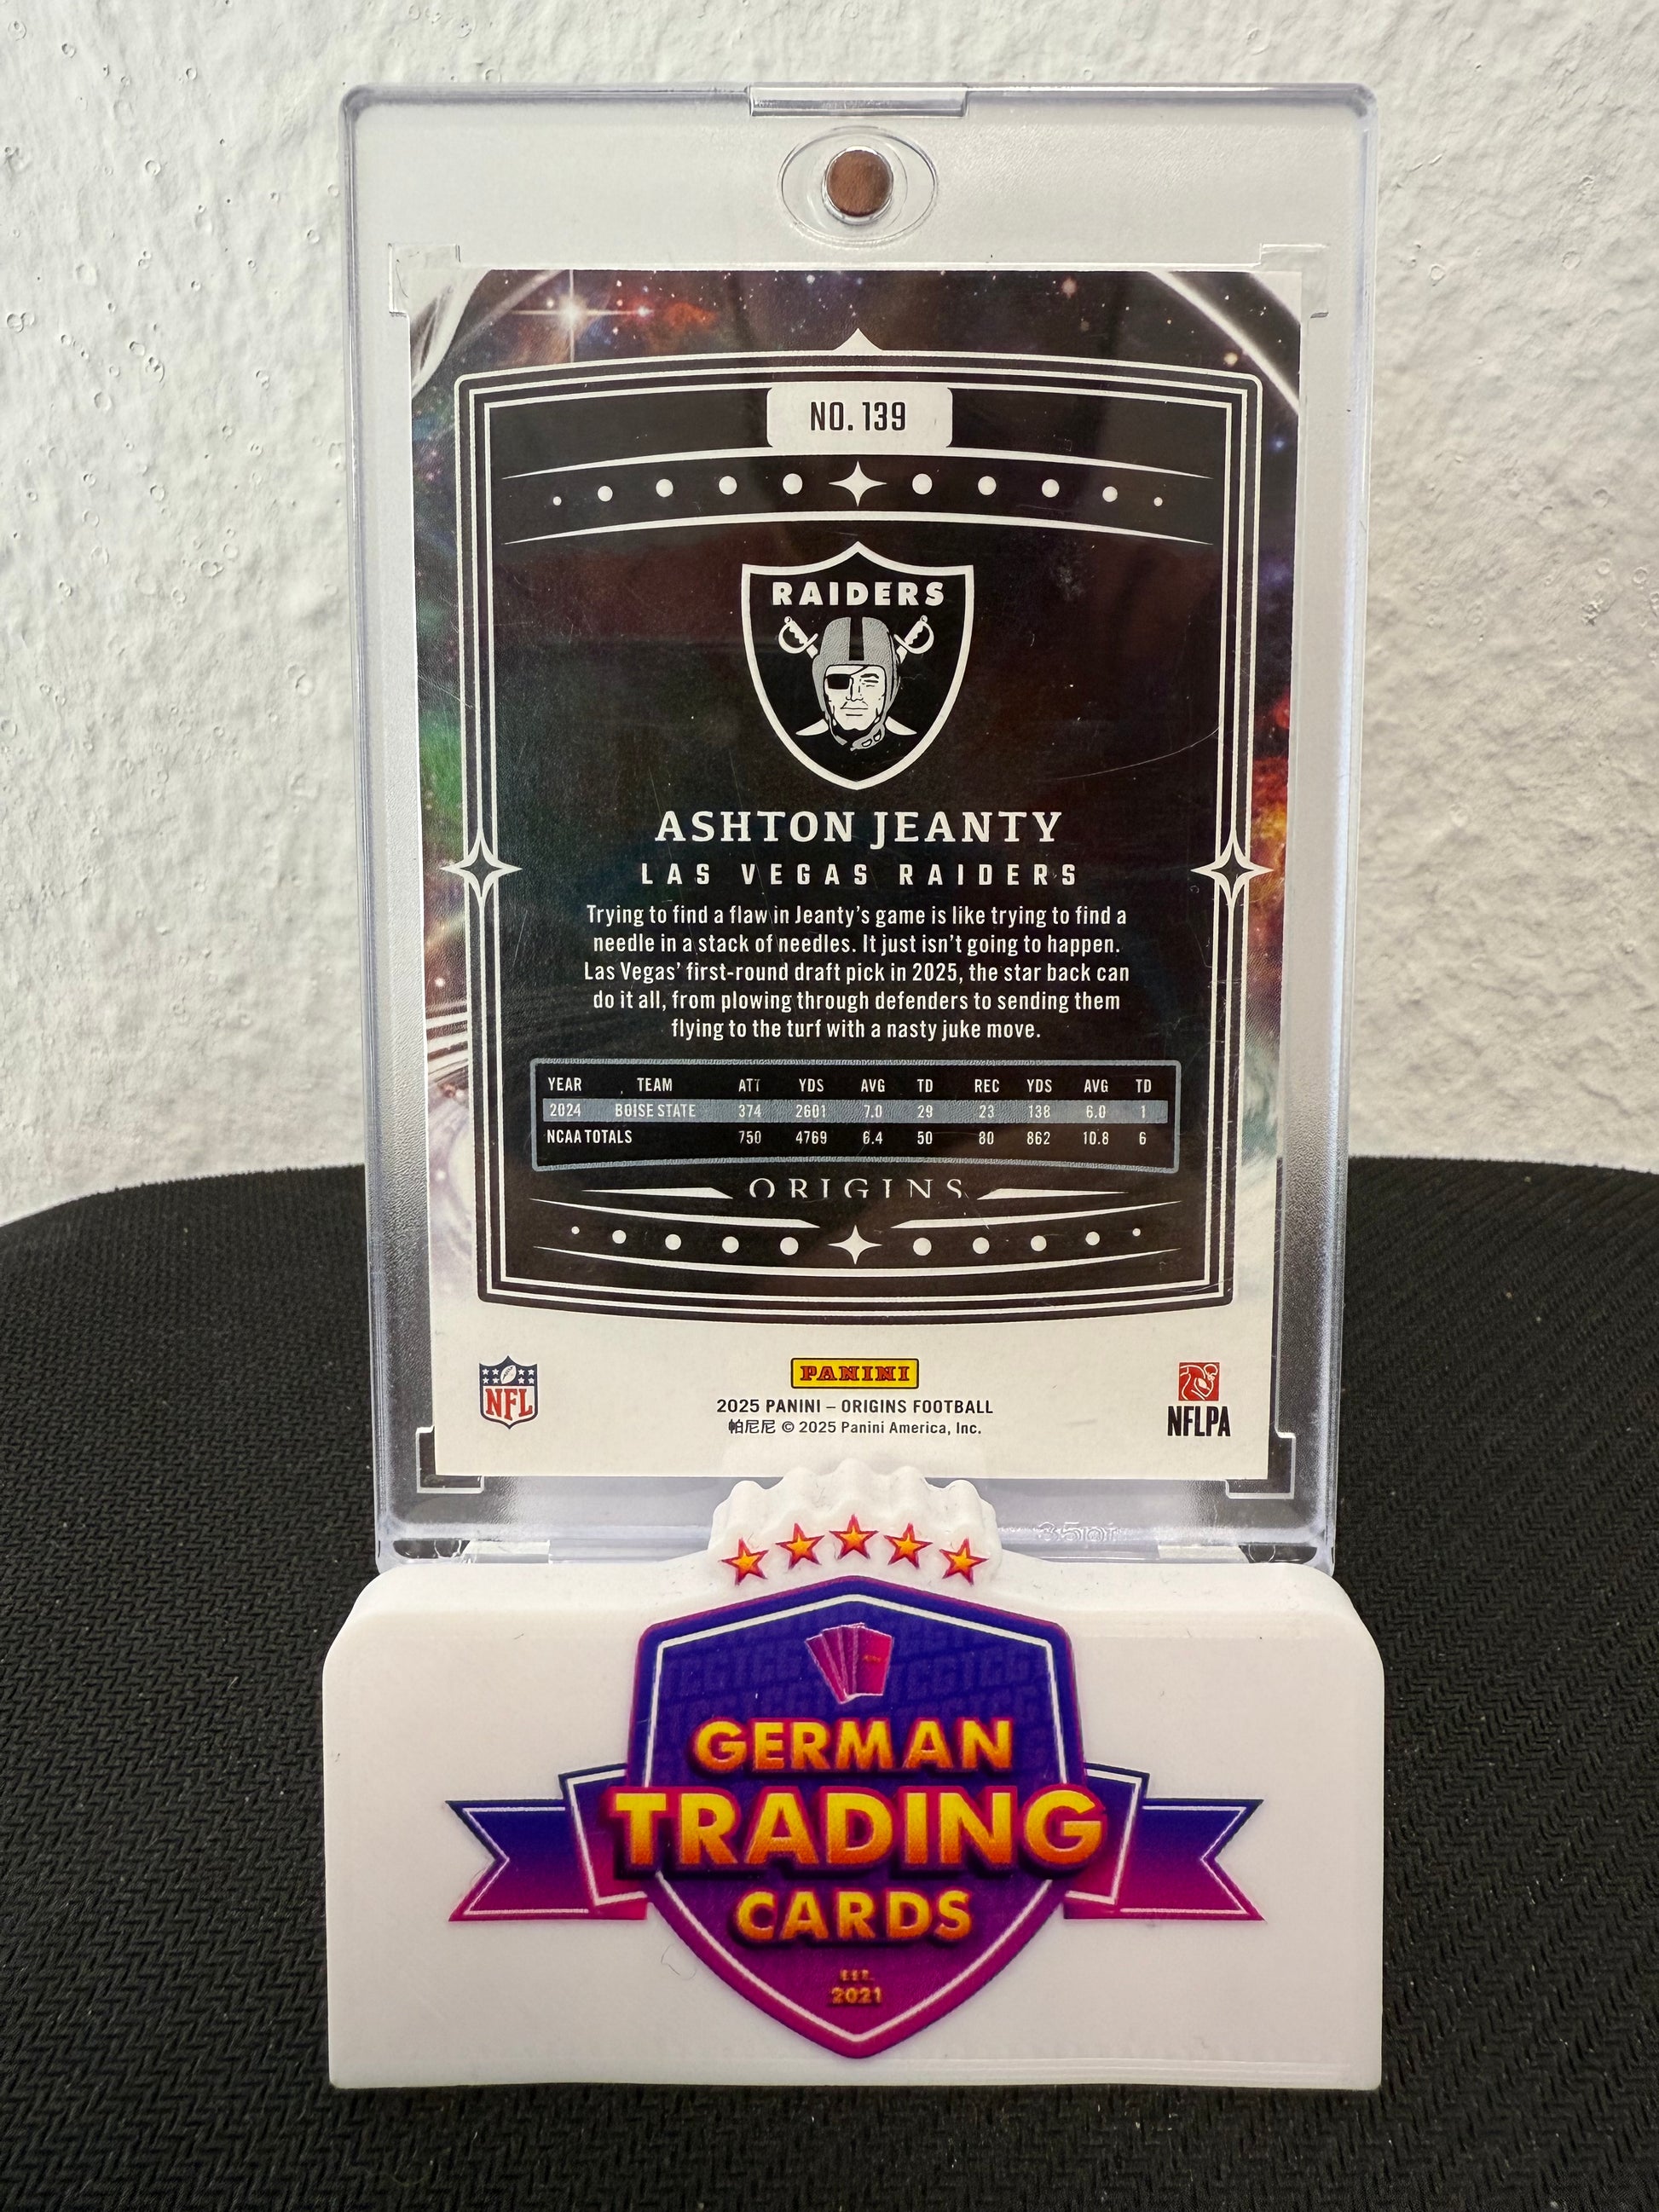 NO. 139
RAIDERS
ASHTON JEANTY
LAS VEGAS RAIDERS
Trying to find a flaw in Jeanty's game is like trying to find a
needle in a stack of needles. It just isn't going to happen.
Las Vegas' first-round draft pick in 2025, the star back can
do it all, from plowing through defenders to sending them
flying to the turf with a nasty juke move.
YEAR TEAM ATT YDS AVG TD REC YDS AVG TD
2024 BOISE STATE 374 2601 7.0 29 23 138 6.0 1
NCAA TOTALS 750 4769 6.4 50 80 862 10.8 6
ORIGINS
NFL
PANINI
2025 PANINI – ORIGINS FOOTBALL
帕尼尼 © 2025 Panini America, Inc.
NFLPA
35pt
GERMAN
TRADING
CARDS
EST.
2021